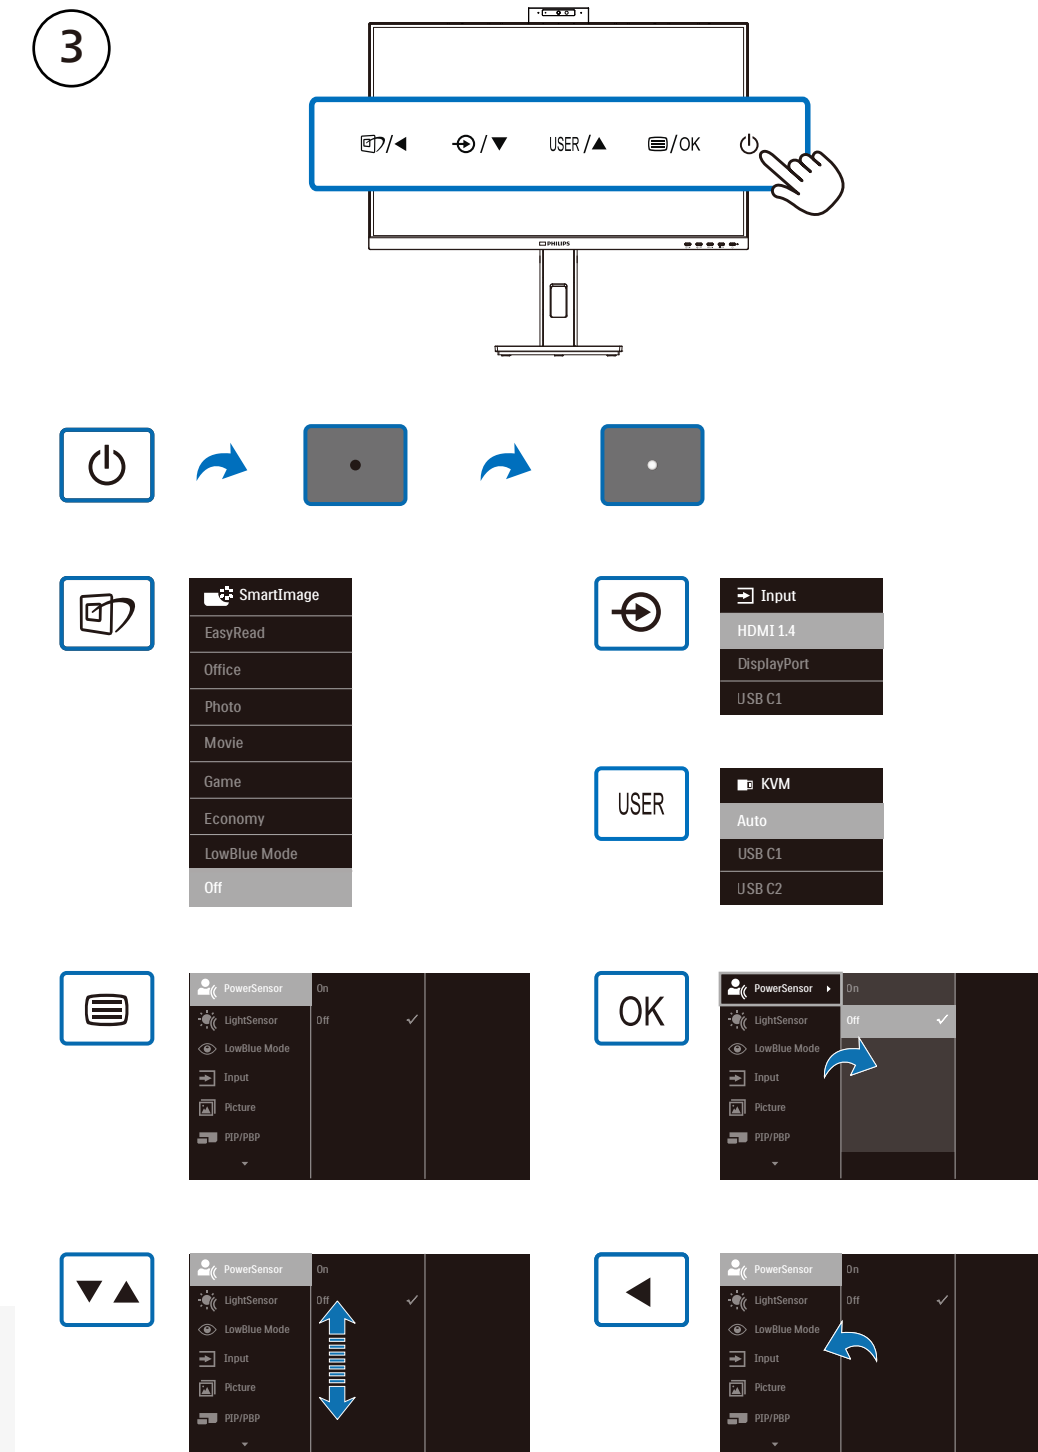 3
/◀ /▼ USER /▲ /OK
PHILIPS
SmartImage
EasyRead
Office
Photo
Movie
Game
Economy
LowBlue Mode
Off
Input
HDMI 1.4
DisplayPort
USB C1
USER
KVM
Auto
USB C1
USB C2
PowerSensor On
LightSensor Off ✓
LowBlue Mode
Input
Picture
PIP/PBP
OK
PowerSensor On
LightSensor Off ✓
LowBlue Mode
Input
Picture
PIP/PBP
▼ ▲
PowerSensor On
LightSensor Off ✓
LowBlue Mode
Input
Picture
PIP/PBP
◀
PowerSensor On
LightSensor Off ✓
LowBlue Mode
Input
Picture
PIP/PBP